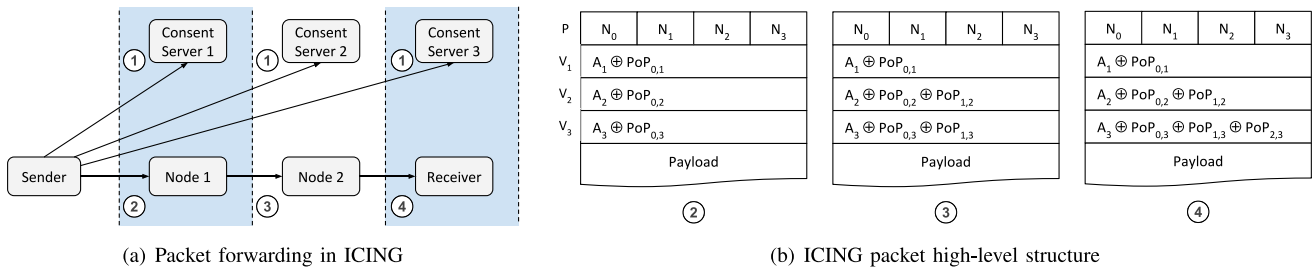 Consent
Server 1
Consent
Server 2
Consent
Server 3
1
1
1
Sender
Node 1
Node 2
Receiver
2
3
4
(a) Packet forwarding in ICING
P N₀ N₁ N₂ N₃
V₁ A₁ ⊕ PoP₀,₁
V₂ A₂ ⊕ PoP₀,₂
V₃ A₃ ⊕ PoP₀,₃
Payload
2
N₀ N₁ N₂ N₃
A₁ ⊕ PoP₀,₁
A₂ ⊕ PoP₀,₂ ⊕ PoP₁,₂
A₃ ⊕ PoP₀,₃ ⊕ PoP₁,₃
Payload
3
N₀ N₁ N₂ N₃
A₁ ⊕ PoP₀,₁
A₂ ⊕ PoP₀,₂ ⊕ PoP₁,₂
A₃ ⊕ PoP₀,₃ ⊕ PoP₁,₃ ⊕ PoP₂,₃
Payload
4
(b) ICING packet high-level structure